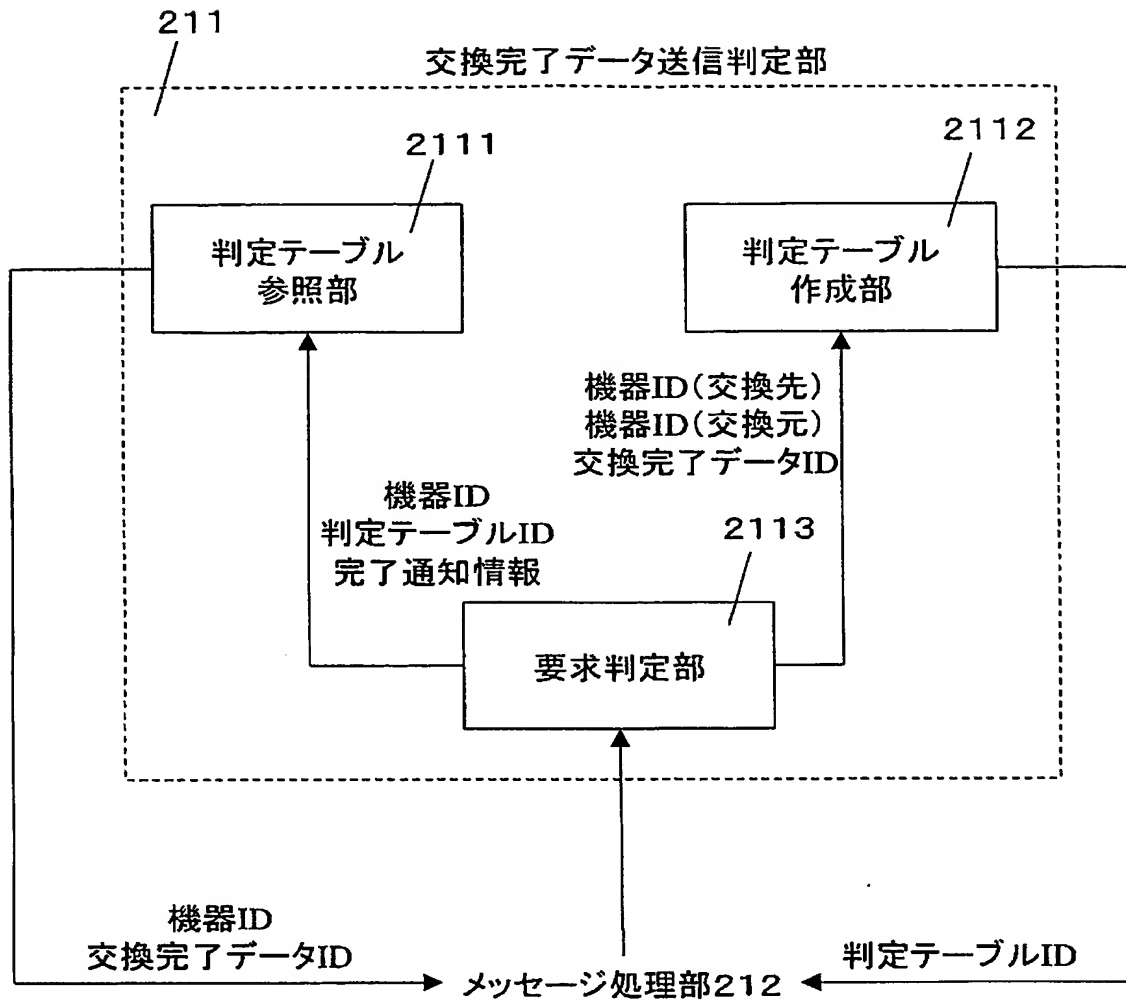 211
交換完了データ送信判定部
2111
2112
判定テーブル
参照部
判定テーブル
作成部
機器ID(交換先)
機器ID(交換元)
交換完了データID
機器ID
判定テーブルID
完了通知情報
2113
要求判定部
機器ID
交換完了データID
メッセージ処理部212
判定テーブルID